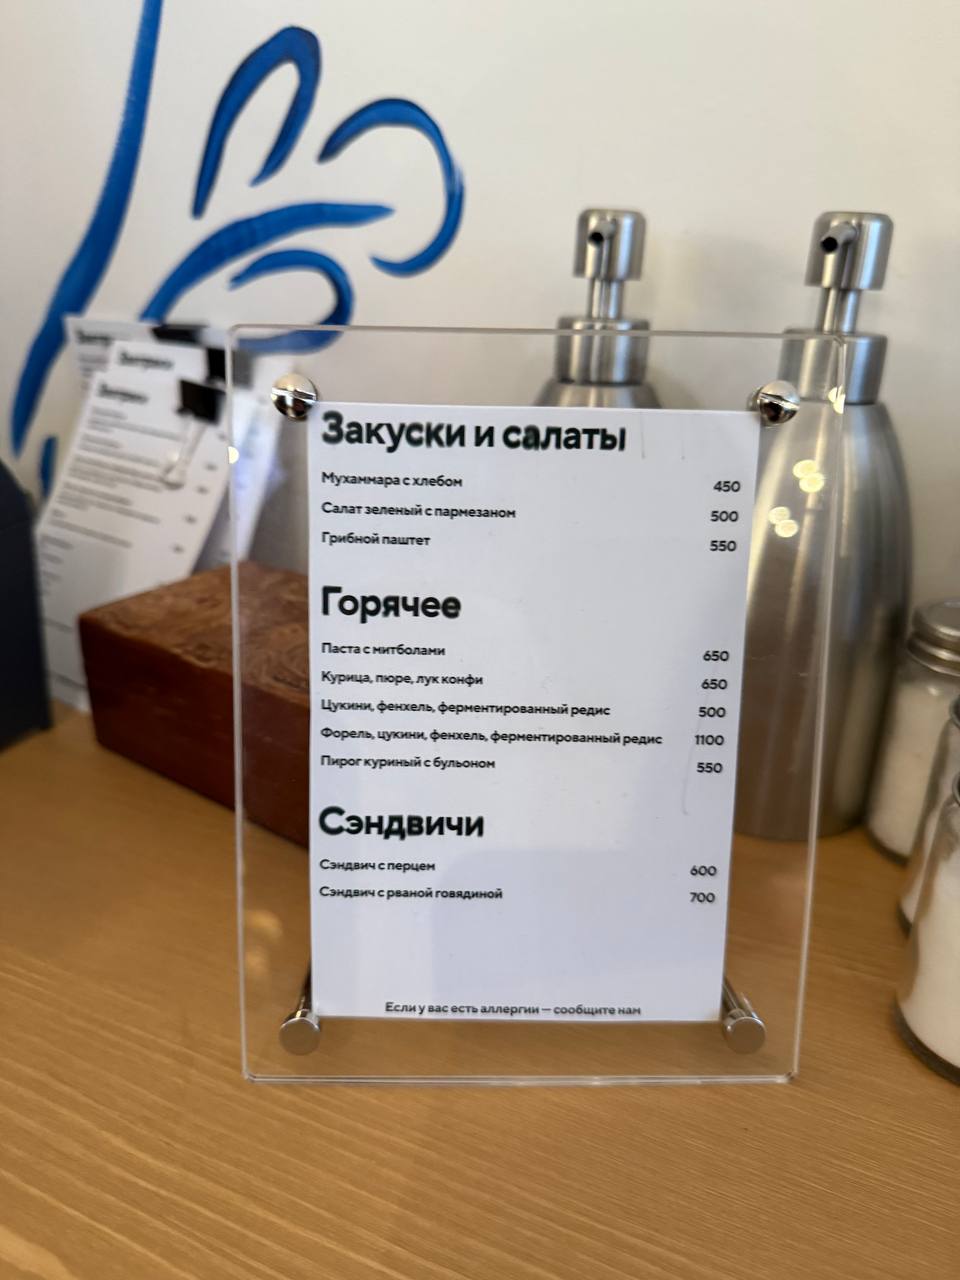 Закуски и салаты
Мухаммара с хлебом 450
Салат зеленый с пармезаном 500
Грибной паштет 550
Горячее
Паста с митболами 650
Курица, пюре, лук конфи 650
Цукини, фенхель, ферментированный редис 500
Форель, цукини, фенхель, ферментированный редис 1100
Пирог куриный с бульоном 550
Сэндвичи
Сэндвич с перцем 600
Сэндвич с рваной говядиной 700
Если у вас есть аллергии — сообщите нам